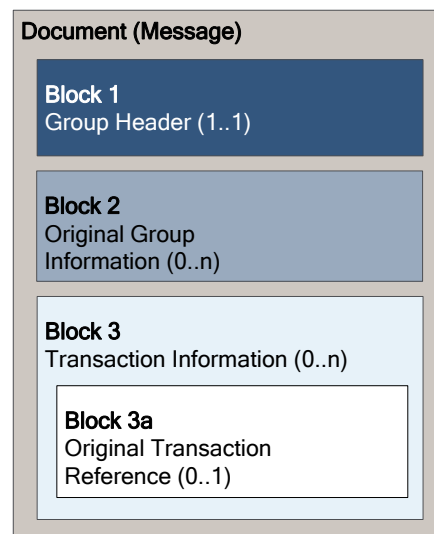 Document (Message)
Block 1
Group Header (1..1)
Block 2
Original Group
Information (0..n)
Block 3
Transaction Information (0..n)
Block 3a
Original Transaction
Reference (0..1)